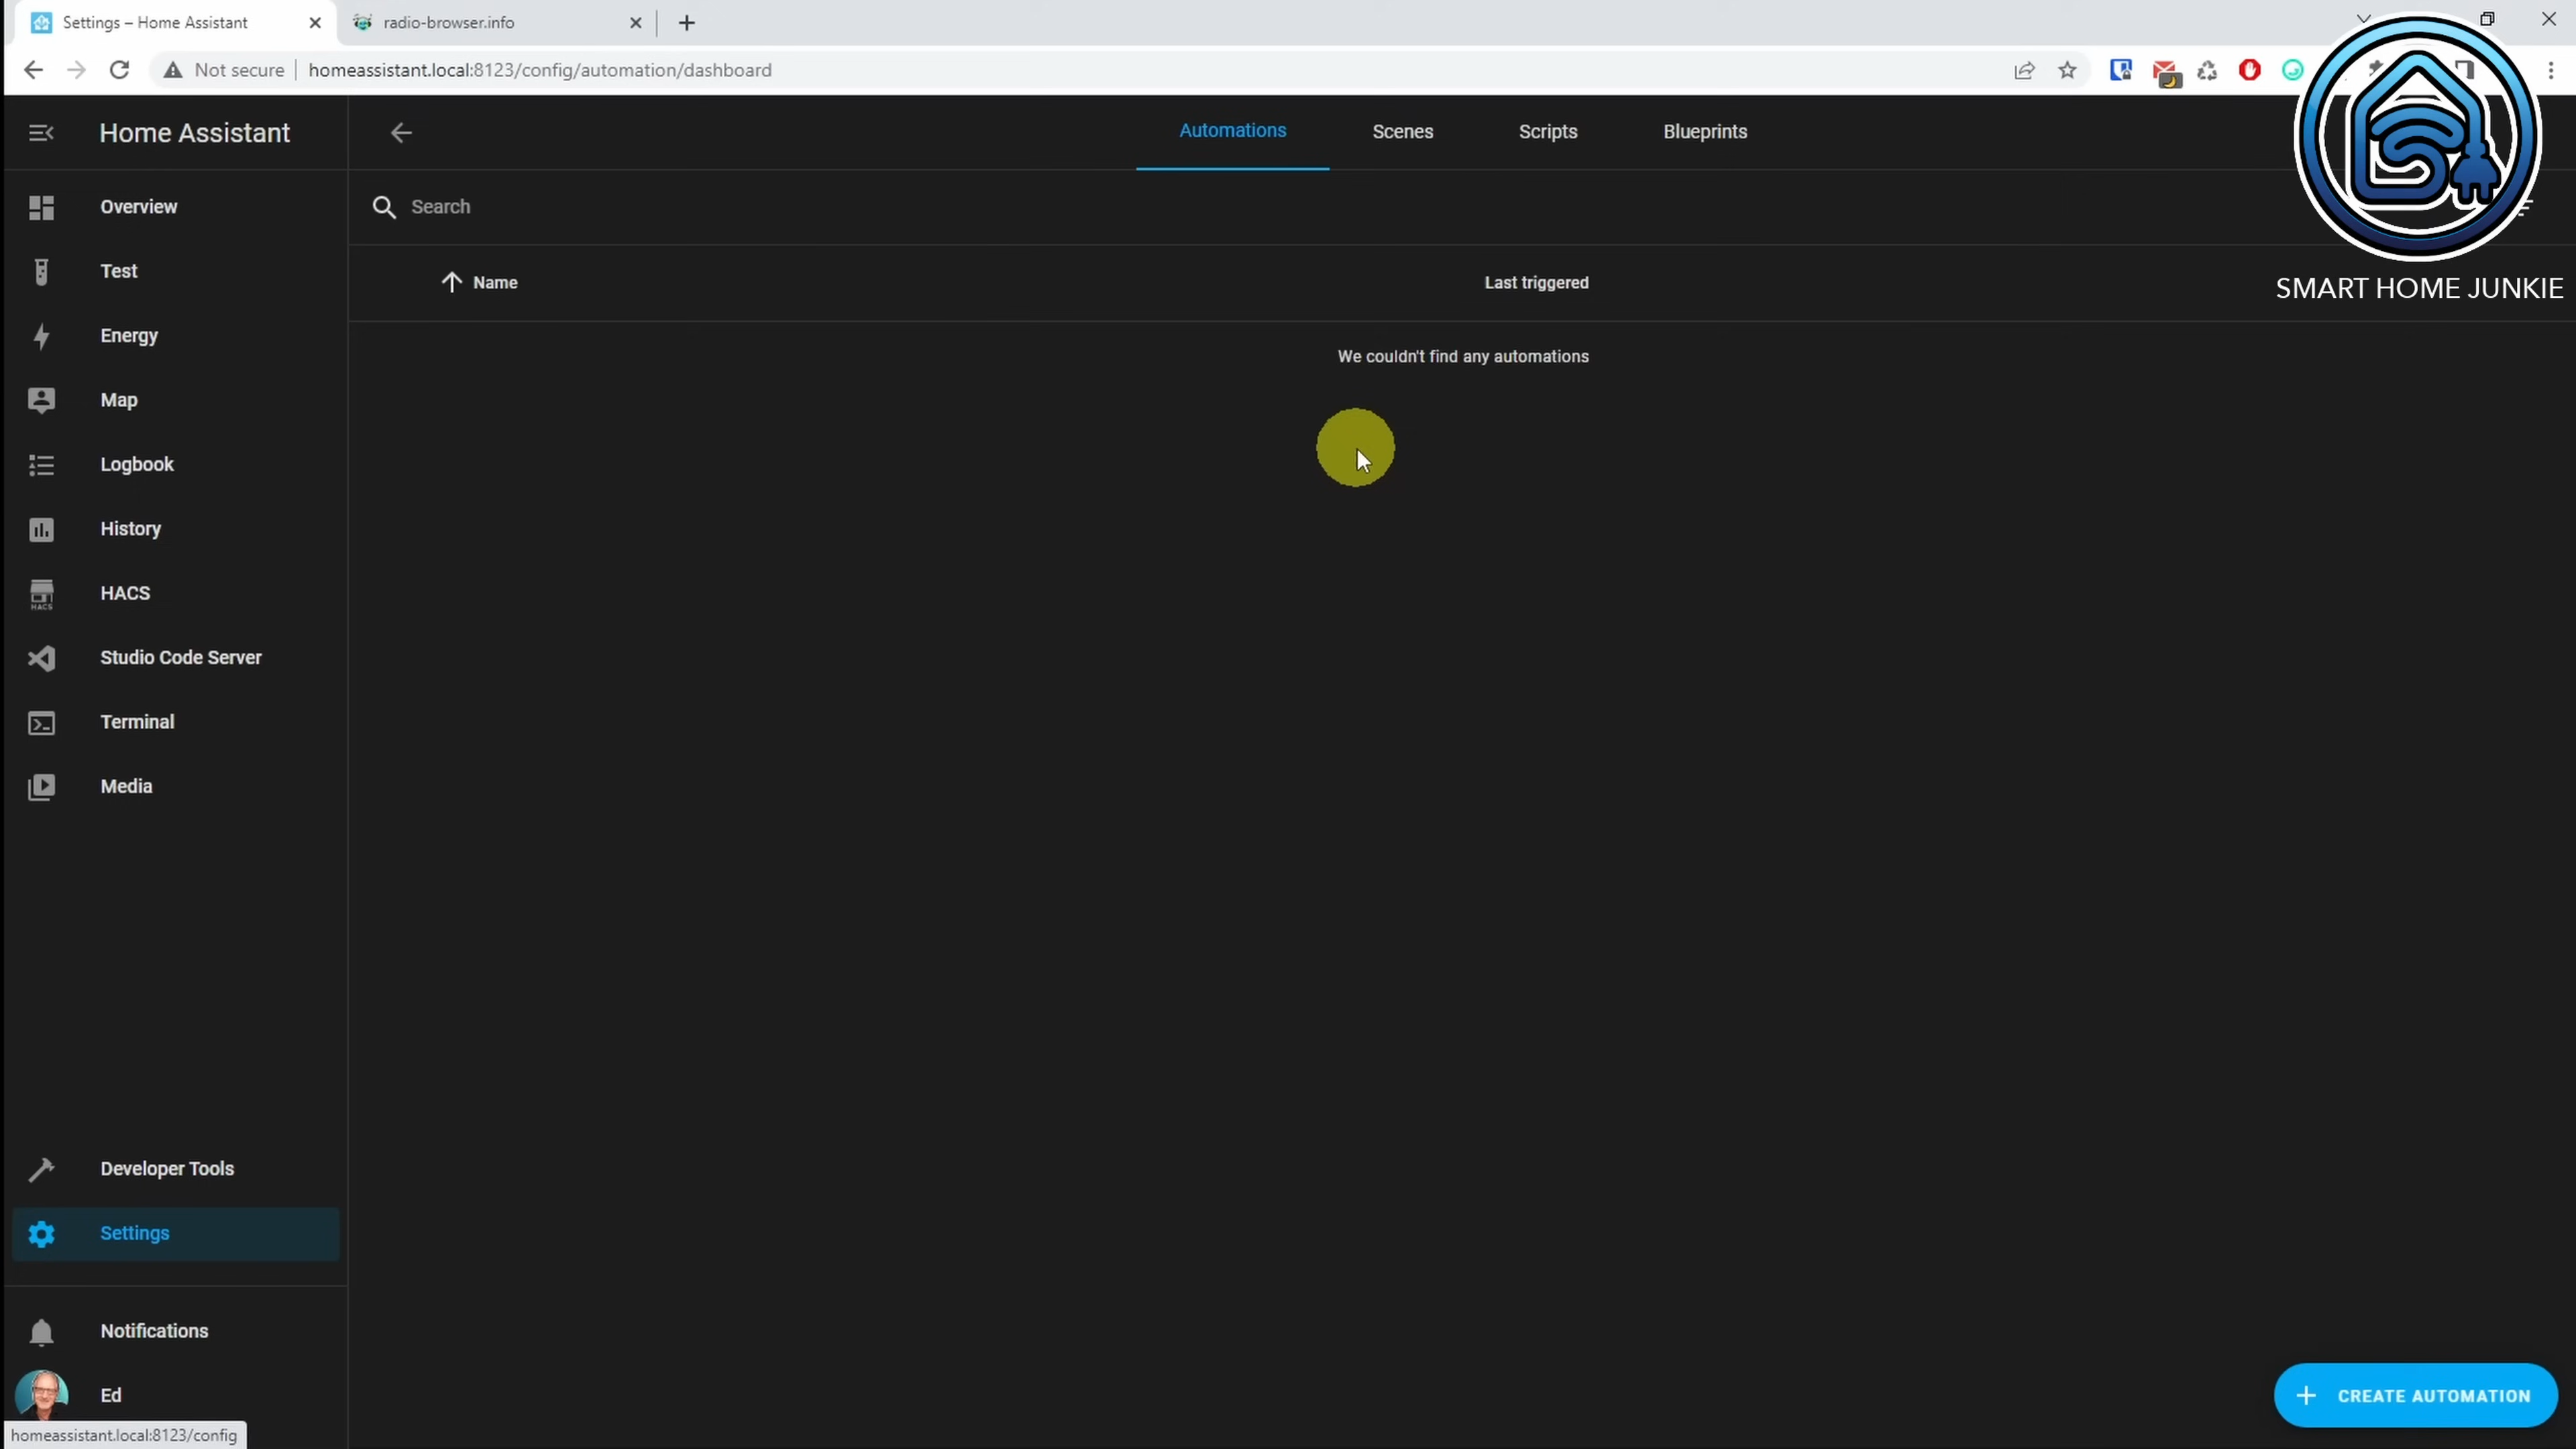 Settings – Home Assistant
radio-browser.info
Not secure
homeassistant.local:8123/config/automation/dashboard
Home Assistant
Automations
Scenes
Scripts
Blueprints
Overview
Search
Test
Name
Last triggered
SMART HOME JUNKIE
Energy
We couldn't find any automations
Map
Logbook
History
HACS
HACS
Studio Code Server
Terminal
Media
Developer Tools
Settings
Notifications
Ed
CREATE AUTOMATION
homeassistant.local:8123/config